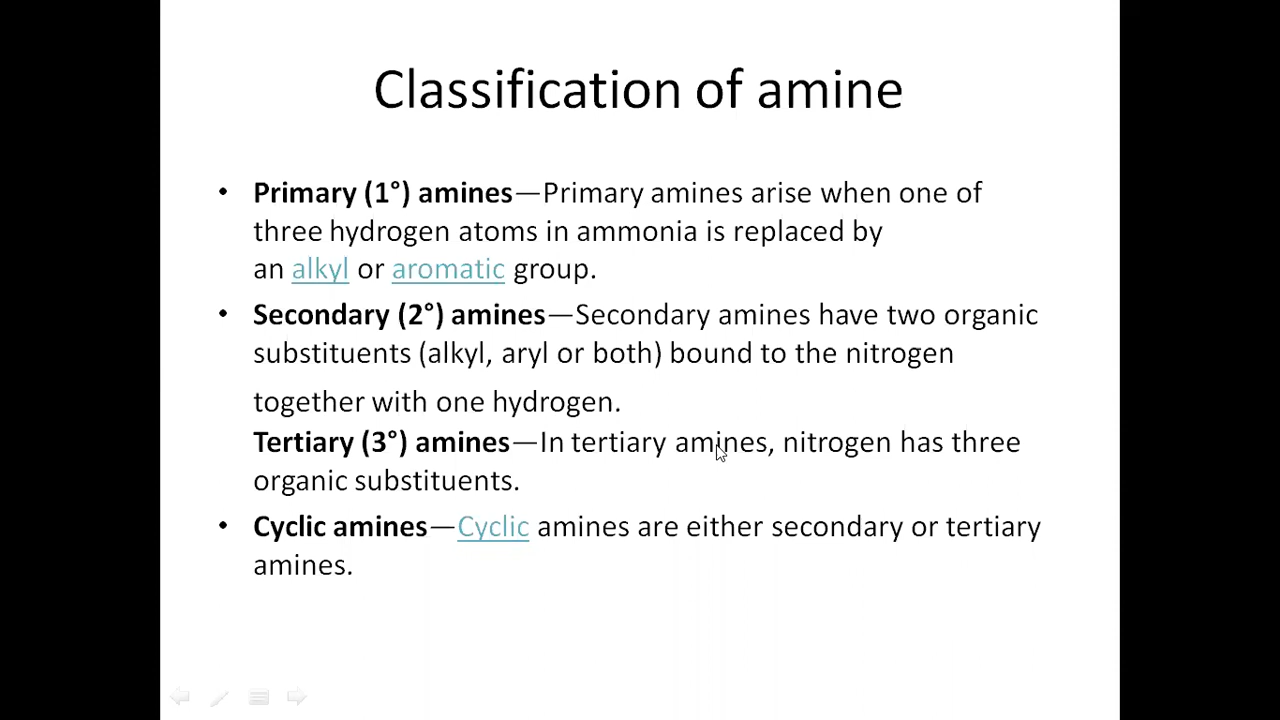 Classification of amine
• Primary (1°) amines—Primary amines arise when one of
three hydrogen atoms in ammonia is replaced by
an alkyl or aromatic group.
• Secondary (2°) amines—Secondary amines have two organic
substituents (alkyl, aryl or both) bound to the nitrogen
together with one hydrogen.
Tertiary (3°) amines—In tertiary amines, nitrogen has three
organic substituents.
• Cyclic amines—Cyclic amines are either secondary or tertiary
amines.